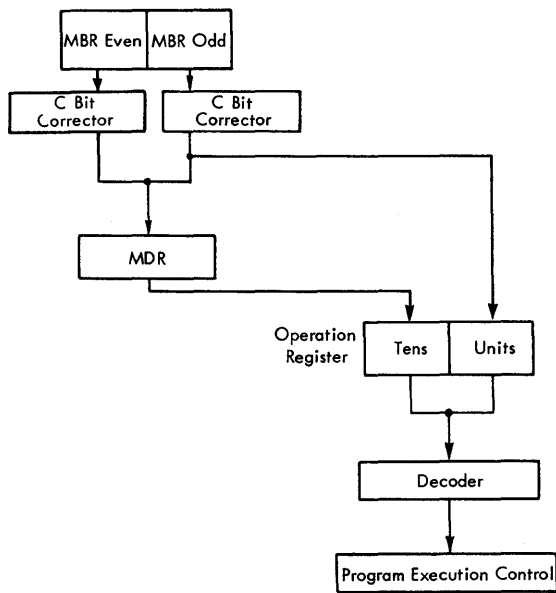 MBR Even MBR Odd
C Bit
Corrector
C Bit
Corrector
MDR
Operation
Register
Tens
Units
Decoder
Program Execution Control